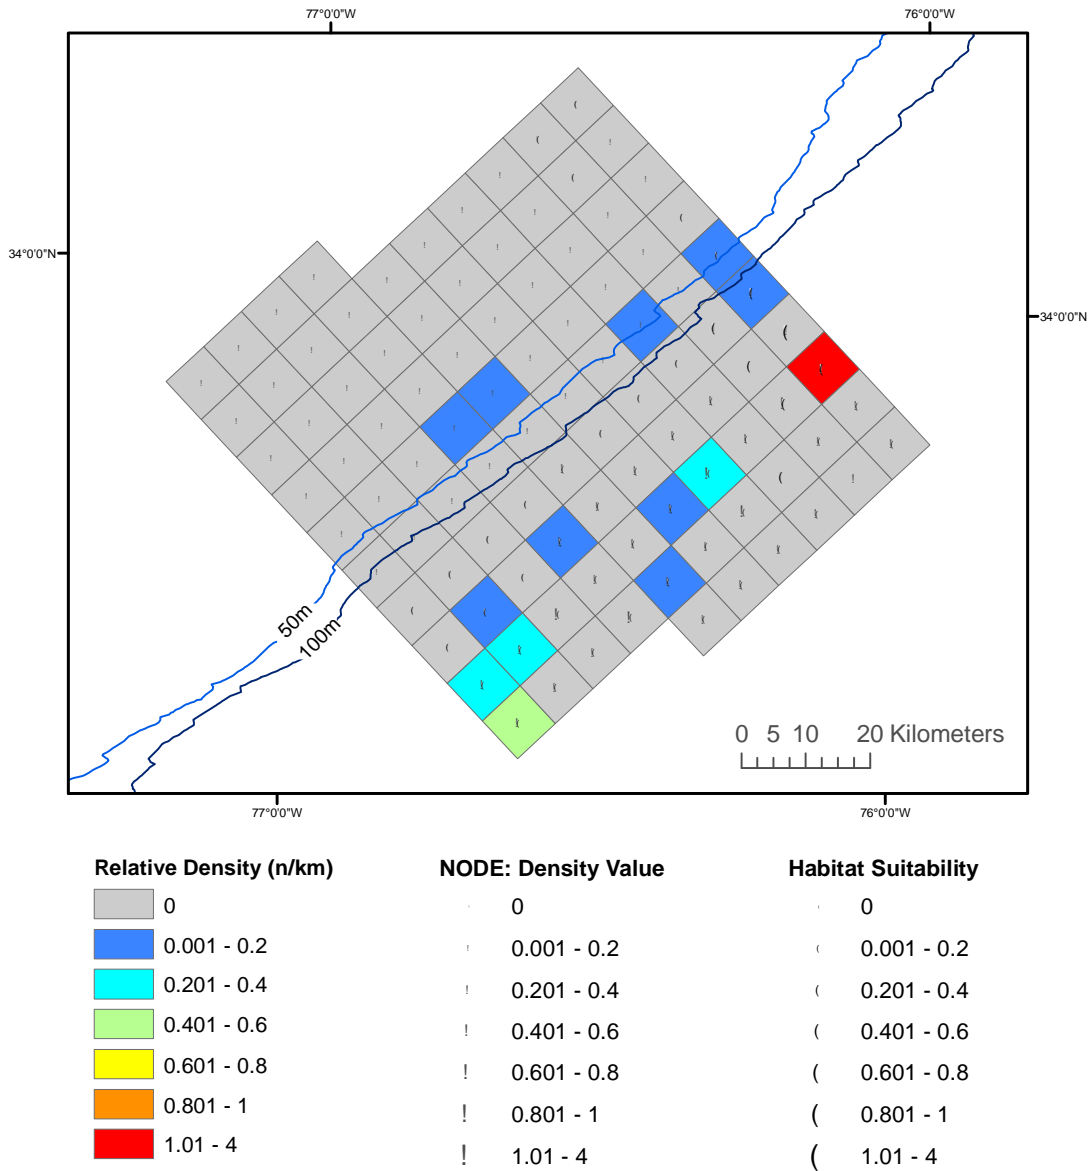 77°0'0"W 76°0'0"W
34°0'0"N
34°0'0"N
50m
100m
0 5 10 20 Kilometers
77°0'0"W 76°0'0"W
Relative Density (n/km) NODE: Density Value Habitat Suitability
0 0 0
0.001 - 0.2 ! 0.001 - 0.2 ( 0.001 - 0.2
0.201 - 0.4 ! 0.201 - 0.4 ( 0.201 - 0.4
0.401 - 0.6 ! 0.401 - 0.6 ( 0.401 - 0.6
0.601 - 0.8 ! 0.601 - 0.8 ( 0.601 - 0.8
0.801 - 1 ! 0.801 - 1 ( 0.801 - 1
1.01 - 4 ! 1.01 - 4 ( 1.01 - 4